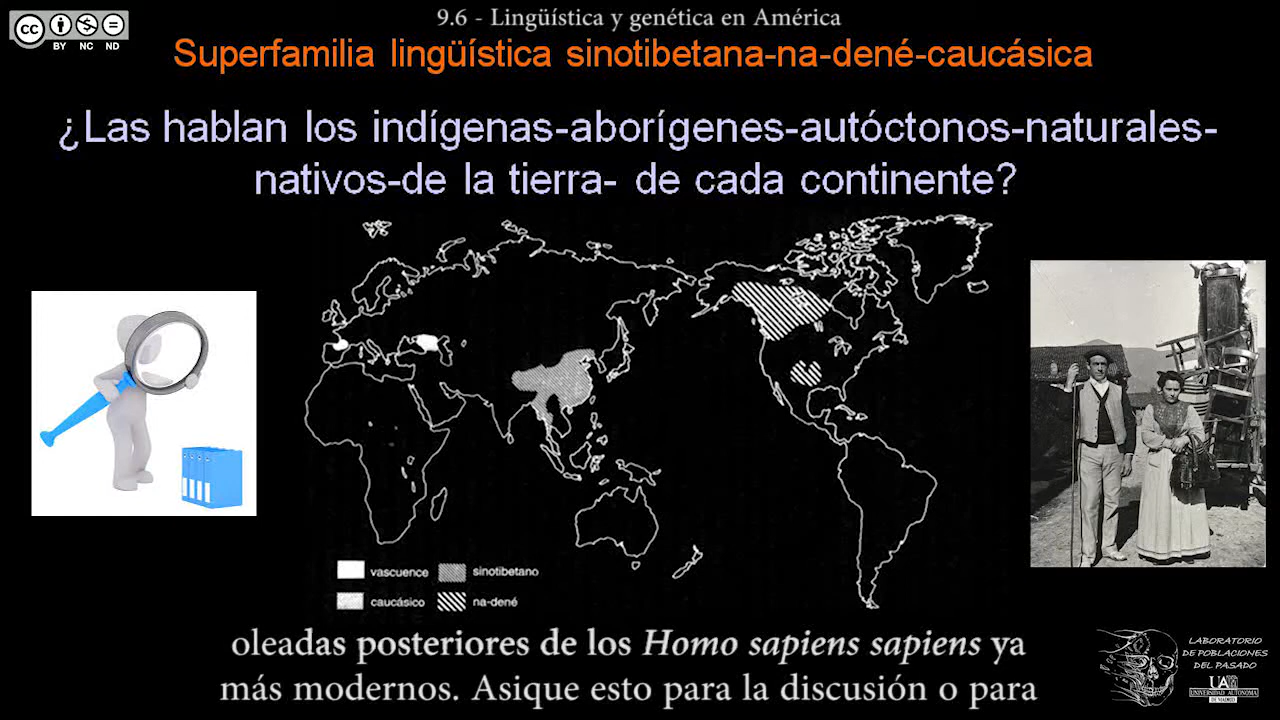 9.6 - Lingüística y genética en América
cc
BY NC ND
Superfamilia lingüística sinotibetana-na-dené-caucásica
¿Las hablan los indígenas-aborígenes-autóctonos-naturales-
nativos-de la tierra- de cada continente?
vascuence sinotibetano
caucásico na-dené
oleadas posteriores de los Homo sapiens sapiens ya
más modernos. Asique esto para la discusión o para
LABORATORIO
DE POBLACIONES
DEL PASADO
UAM
UNIVERSIDAD AUTONOMA
DE MADRID